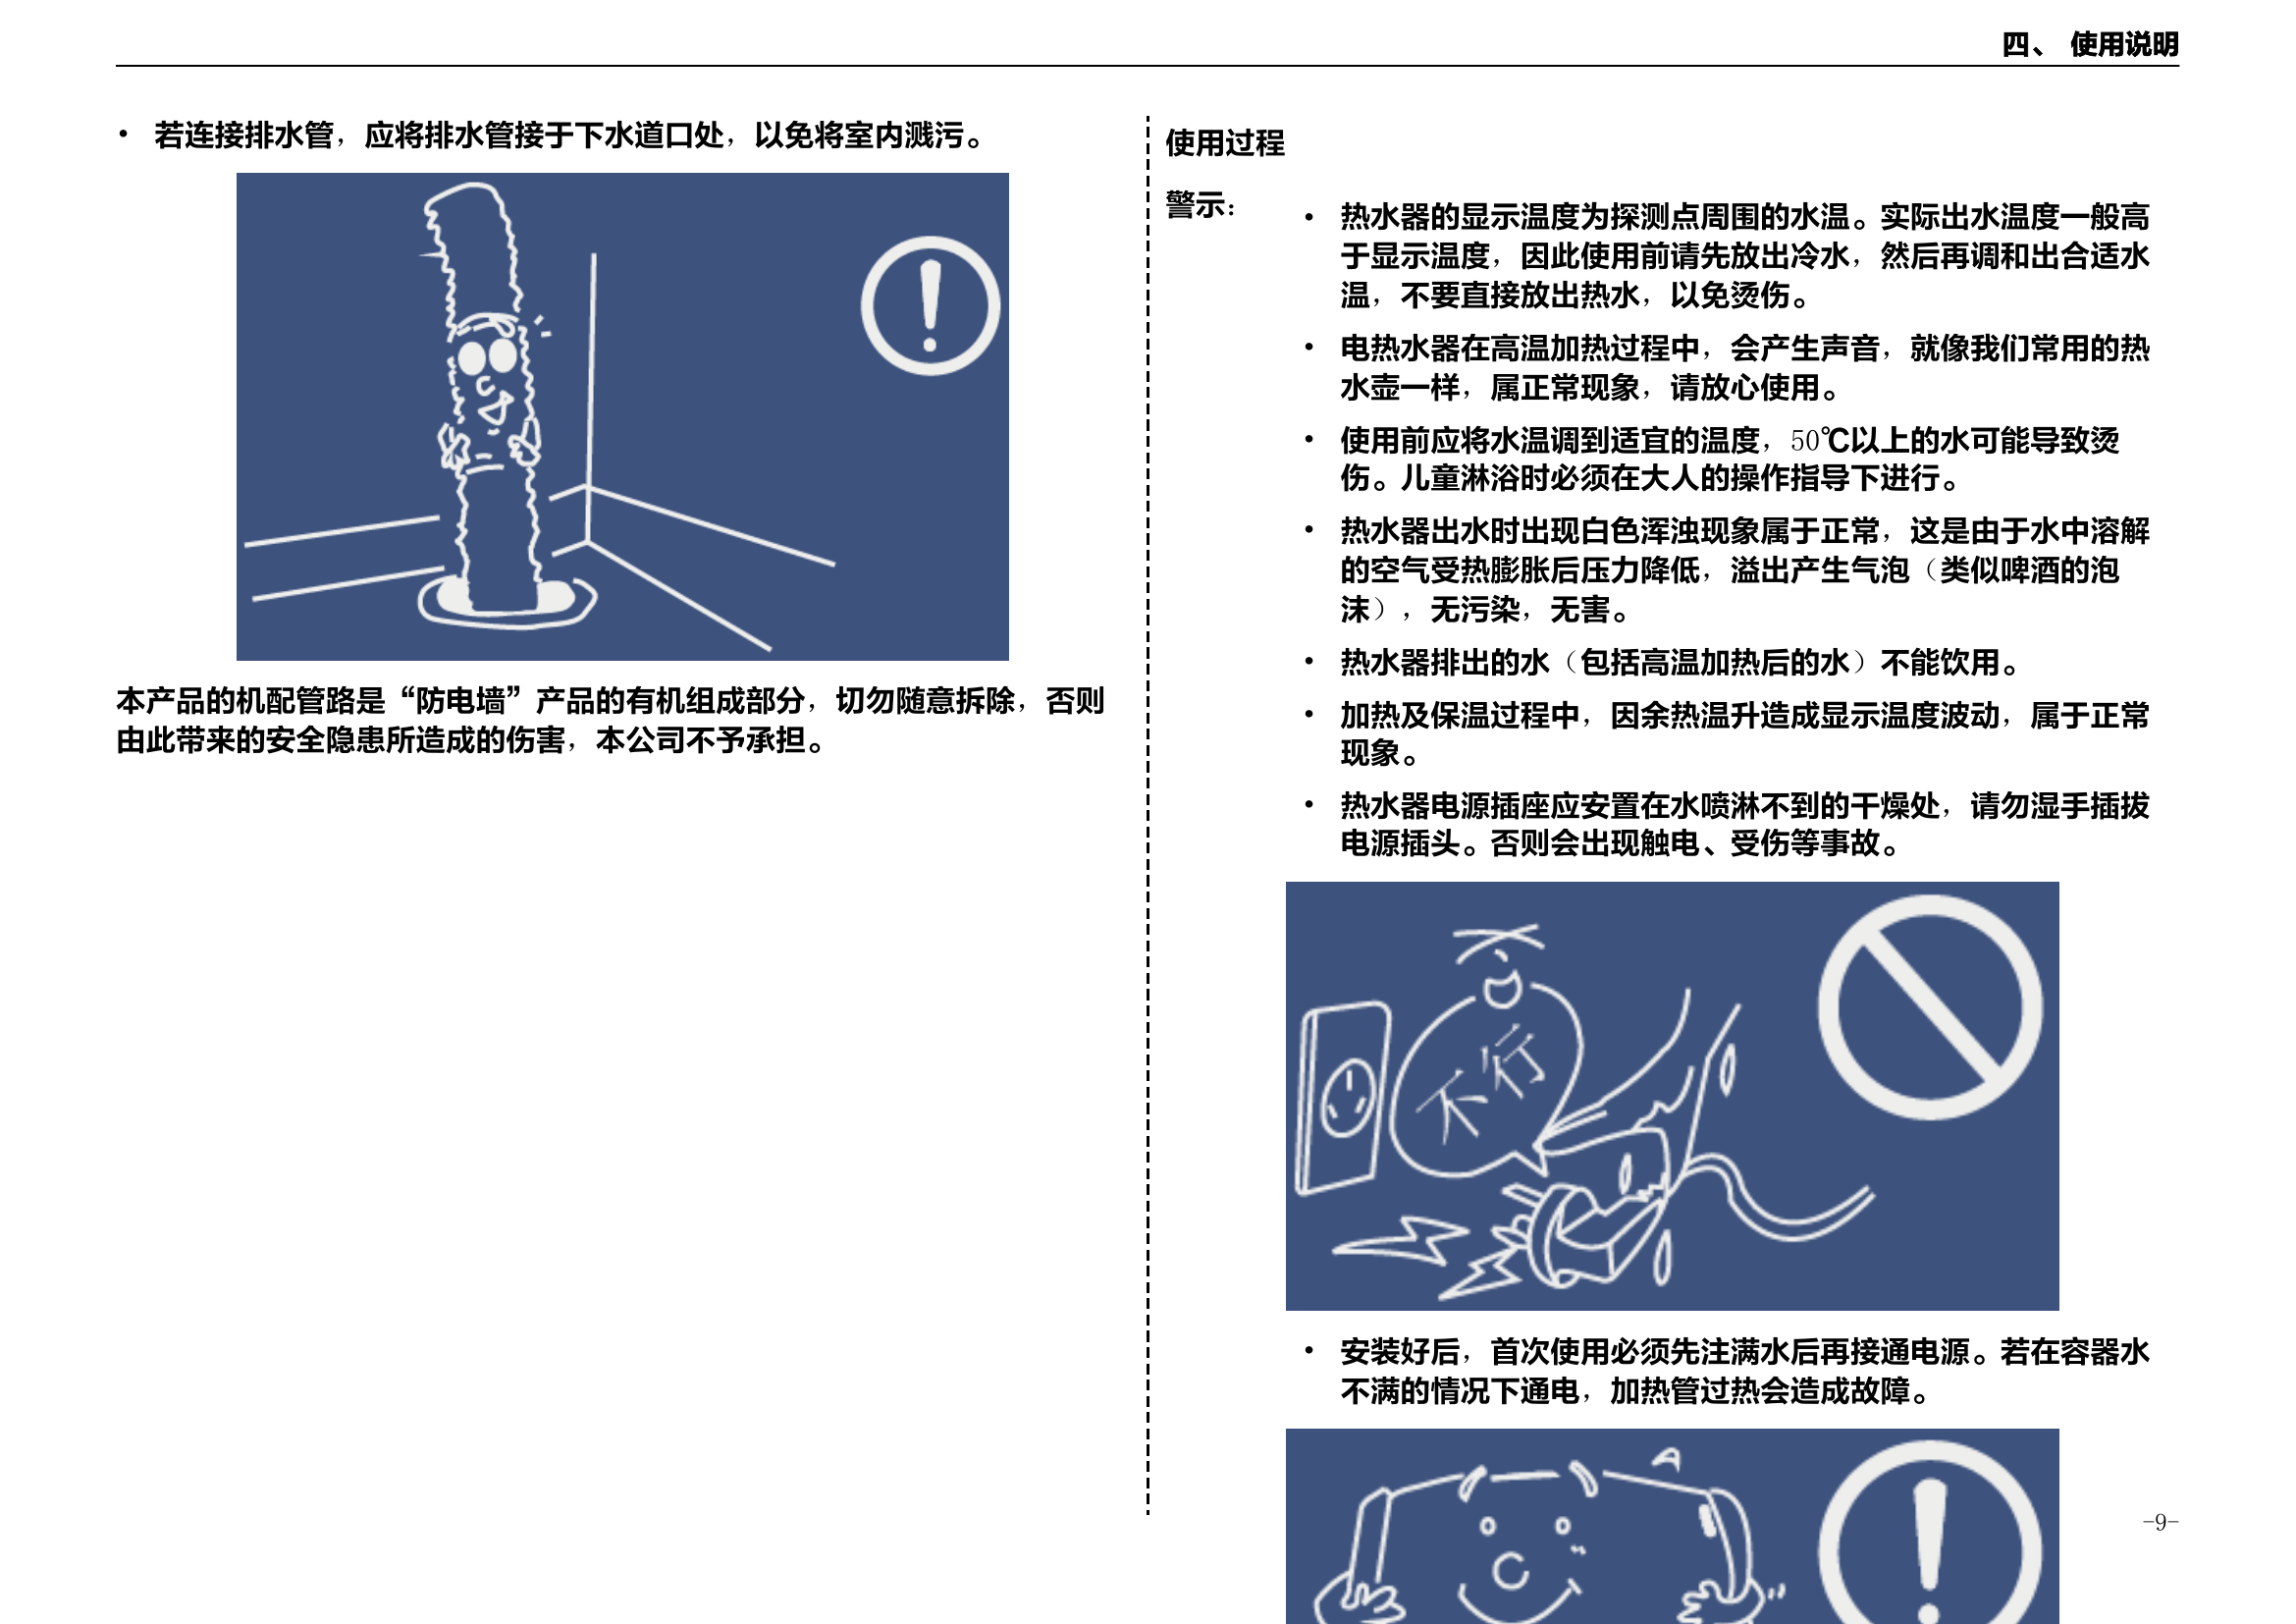 四、 使用说明
• 若连接排水管，应将排水管接于下水道口处，以免将室内溅污。
本产品的机配管路是“防电墙”产品的有机组成部分，切勿随意拆除，否则
由此带来的安全隐患所造成的伤害，本公司不予承担。
使用过程
警示：
• 热水器的显示温度为探测点周围的水温。实际出水温度一般高
于显示温度，因此使用前请先放出冷水，然后再调和出合适水
温，不要直接放出热水，以免烫伤。
• 电热水器在高温加热过程中，会产生声音，就像我们常用的热
水壶一样，属正常现象，请放心使用。
• 使用前应将水温调到适宜的温度，50℃以上的水可能导致烫
伤。儿童淋浴时必须在大人的操作指导下进行。
• 热水器出水时出现白色浑浊现象属于正常，这是由于水中溶解
的空气受热膨胀后压力降低，溢出产生气泡（类似啤酒的泡
沫），无污染，无害。
• 热水器排出的水（包括高温加热后的水）不能饮用。
• 加热及保温过程中，因余热温升造成显示温度波动，属于正常
现象。
• 热水器电源插座应安置在水喷淋不到的干燥处，请勿湿手插拔
电源插头。否则会出现触电、受伤等事故。
不行
• 安装好后，首次使用必须先注满水后再接通电源。若在容器水
不满的情况下通电，加热管过热会造成故障。
-9-